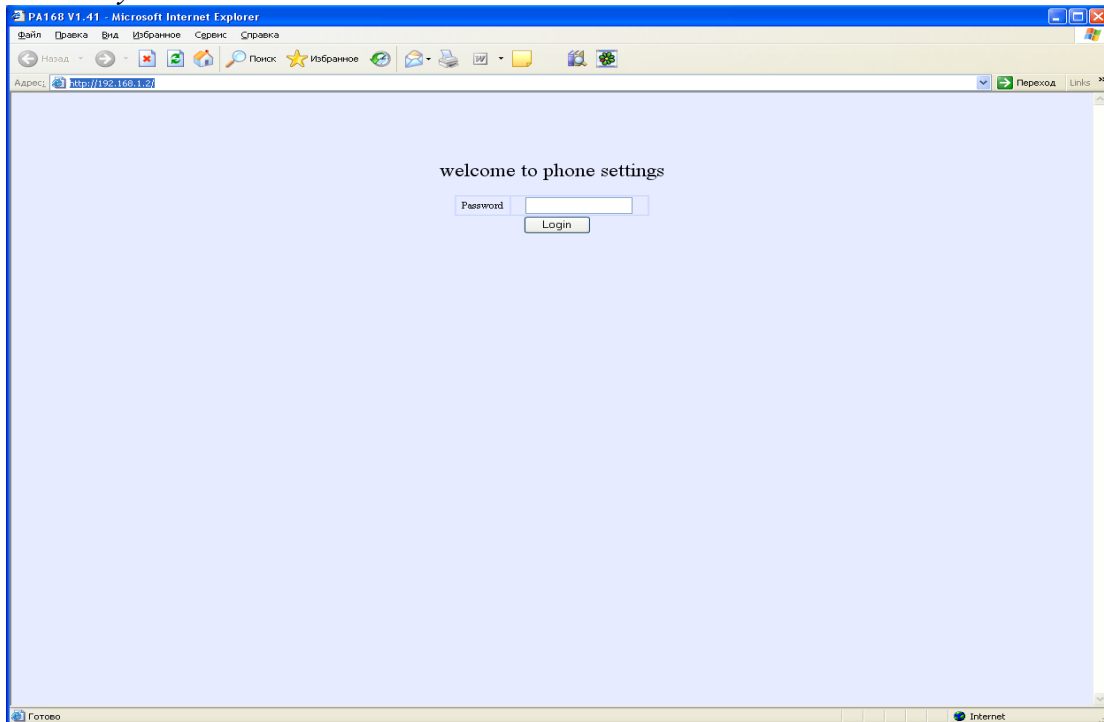 PA168 V1.41 - Microsoft Internet Explorer
Файл Правка Вид Избранное Сервис Справка
Назад Поиск Избранное
Адрес: http://192.168.1.2/ Переход Links »
welcome to phone settings
Password
Login
Готово Internet